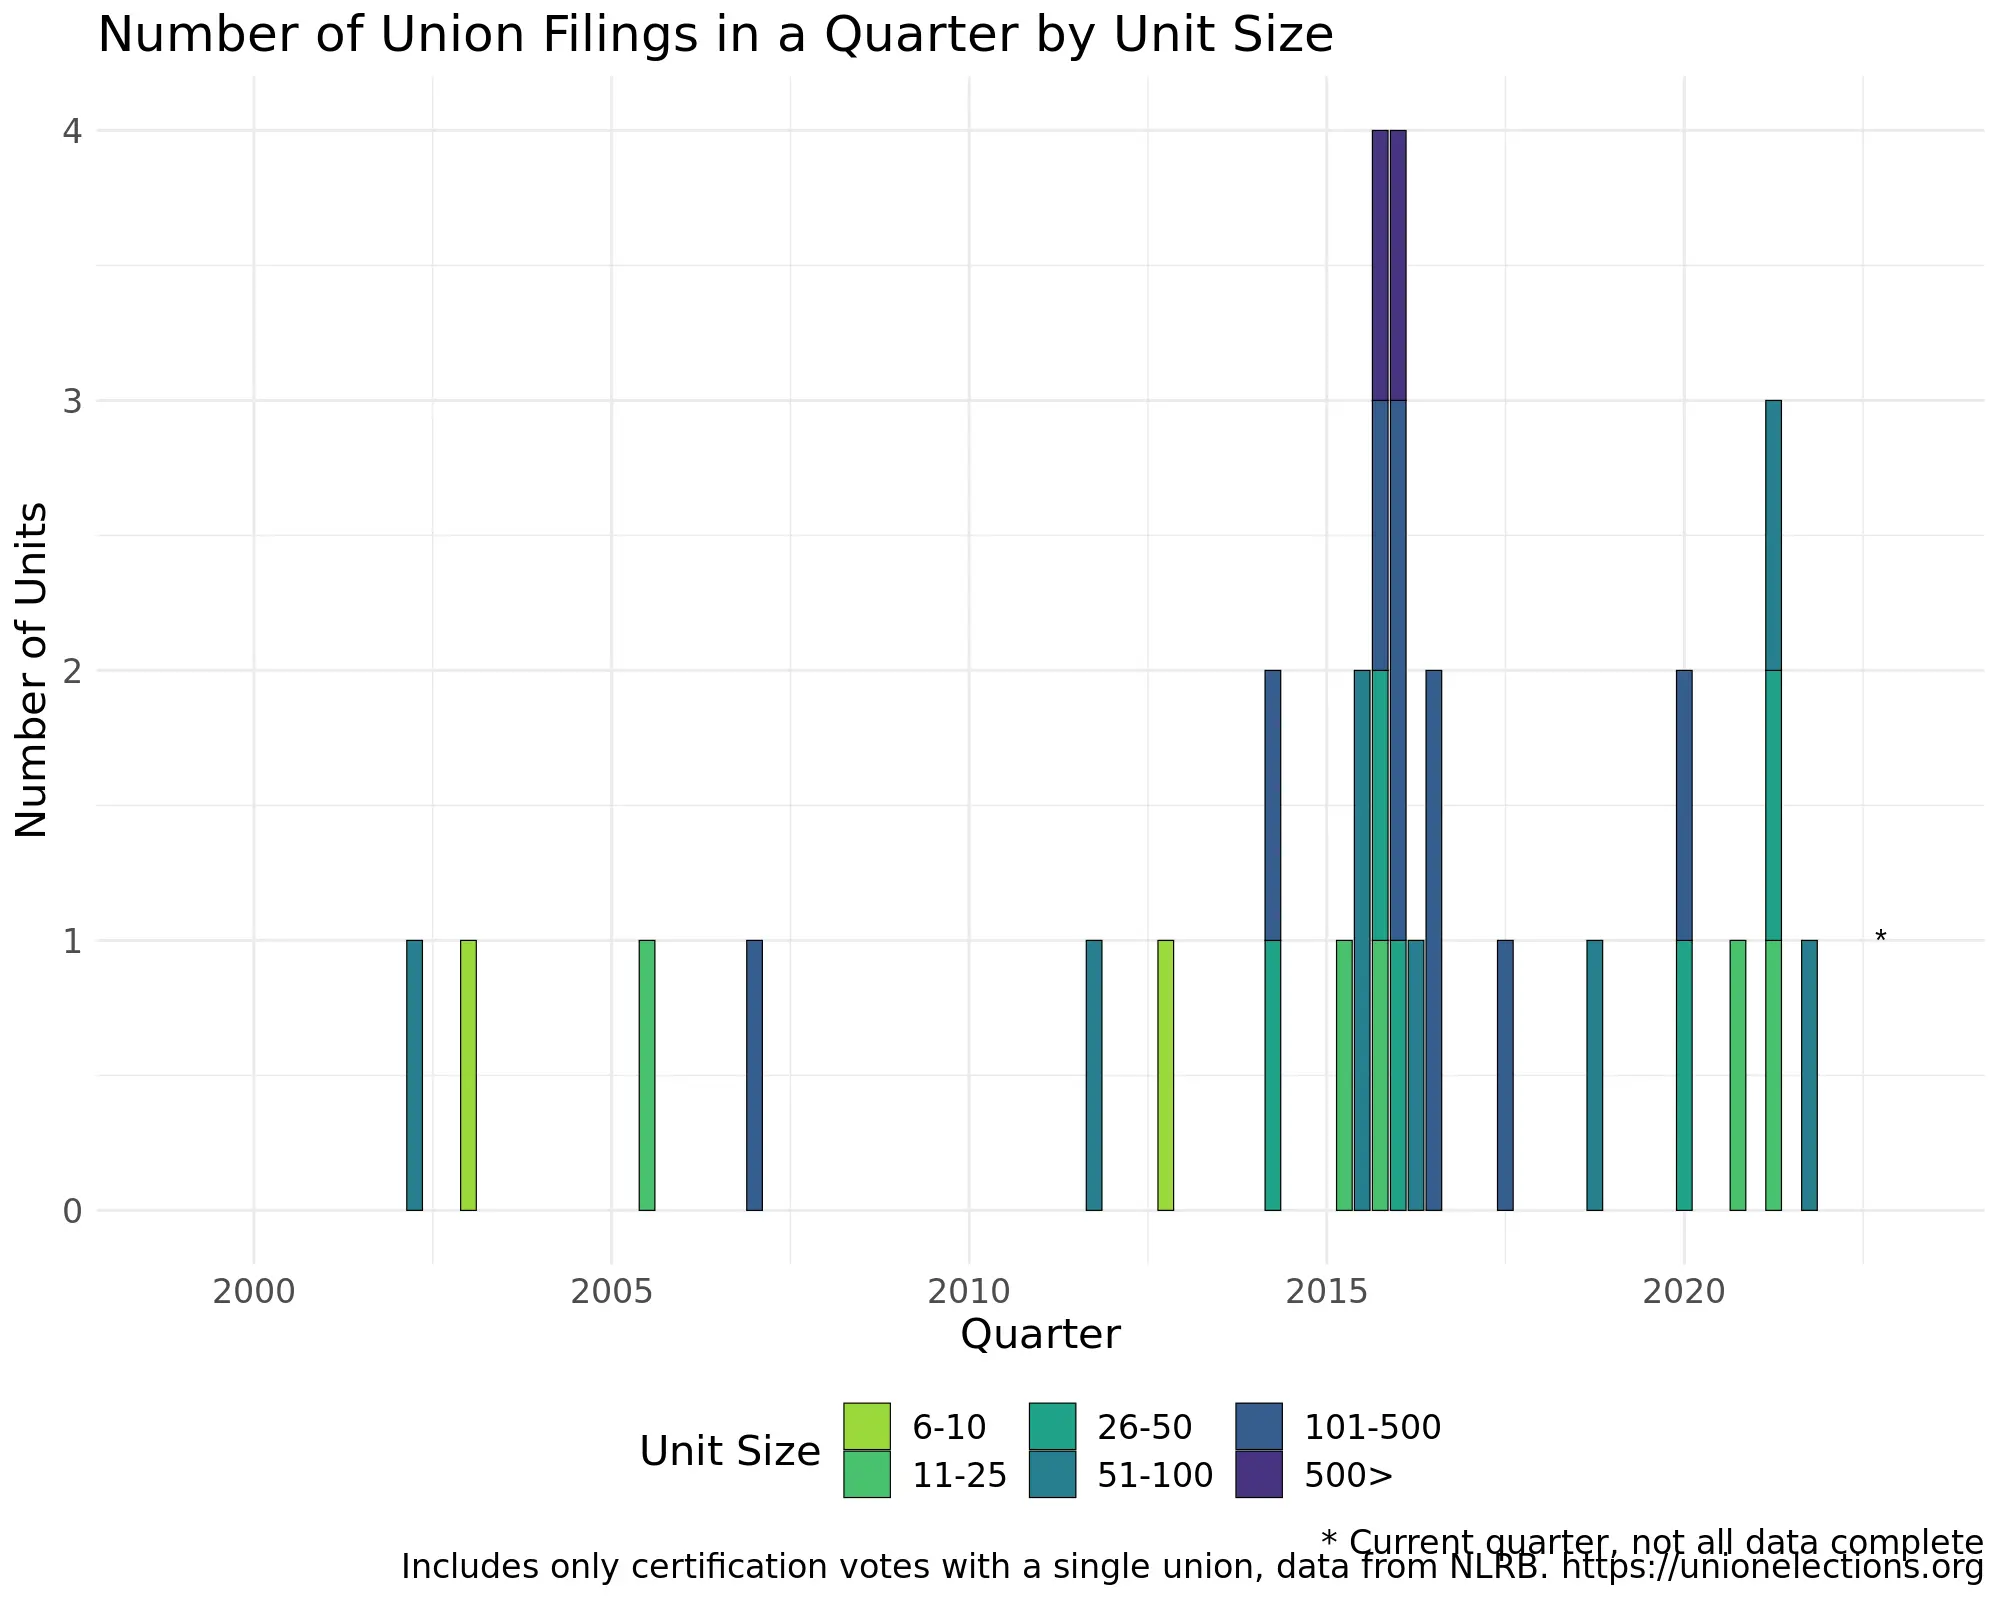 Number of Union Filings in a Quarter by Unit Size
Number of Units
4
3
2
1
0
*
2000 2005 2010 2015 2020
Quarter
Unit Size
6-10 26-50 101-500
11-25 51-100 500>
* Current quarter, not all data complete
Includes only certification votes with a single union, data from NLRB. https://unionelections.org